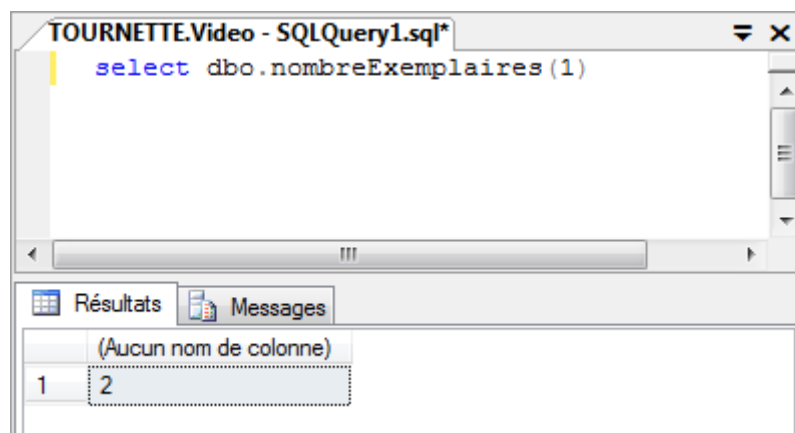 TOURNETTE.Video - SQLQuery1.sql*
select dbo.nombreExemplaires(1)
Résultats Messages
(Aucun nom de colonne)
1 2